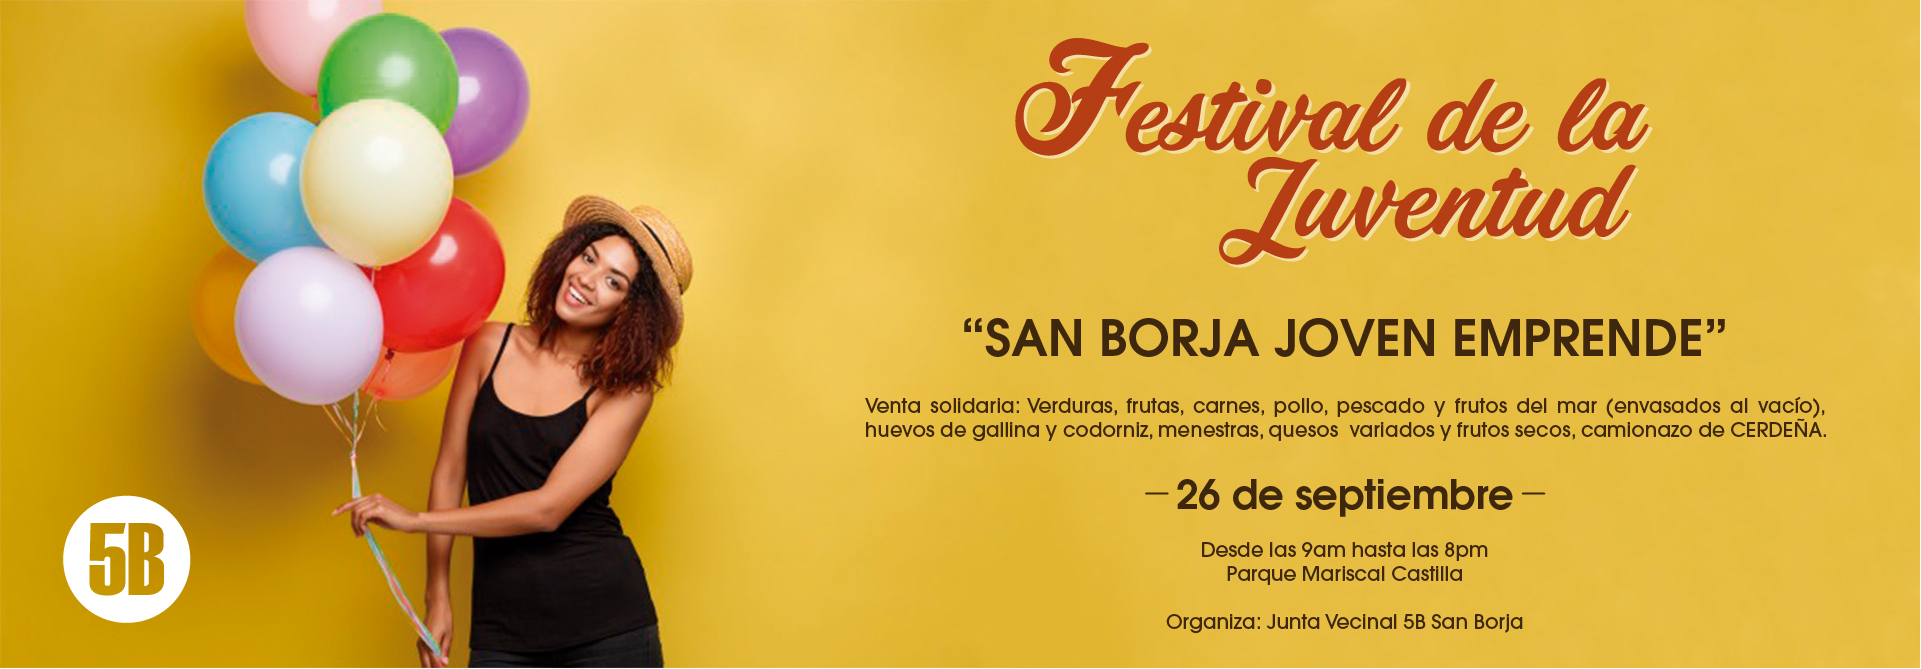 Festival de la
Juventud
“SAN BORJA JOVEN EMPRENDE”
Venta solidaria: Verduras, frutas, carnes, pollo, pescado y frutos del mar (envasados al vacío),
huevos de gallina y codorniz, menestras, quesos variados y frutos secos, camionazo de CERDEÑA.
— 26 de septiembre —
Desde las 9am hasta las 8pm
Parque Mariscal Castilla
Organiza: Junta Vecinal 5B San Borja
5B